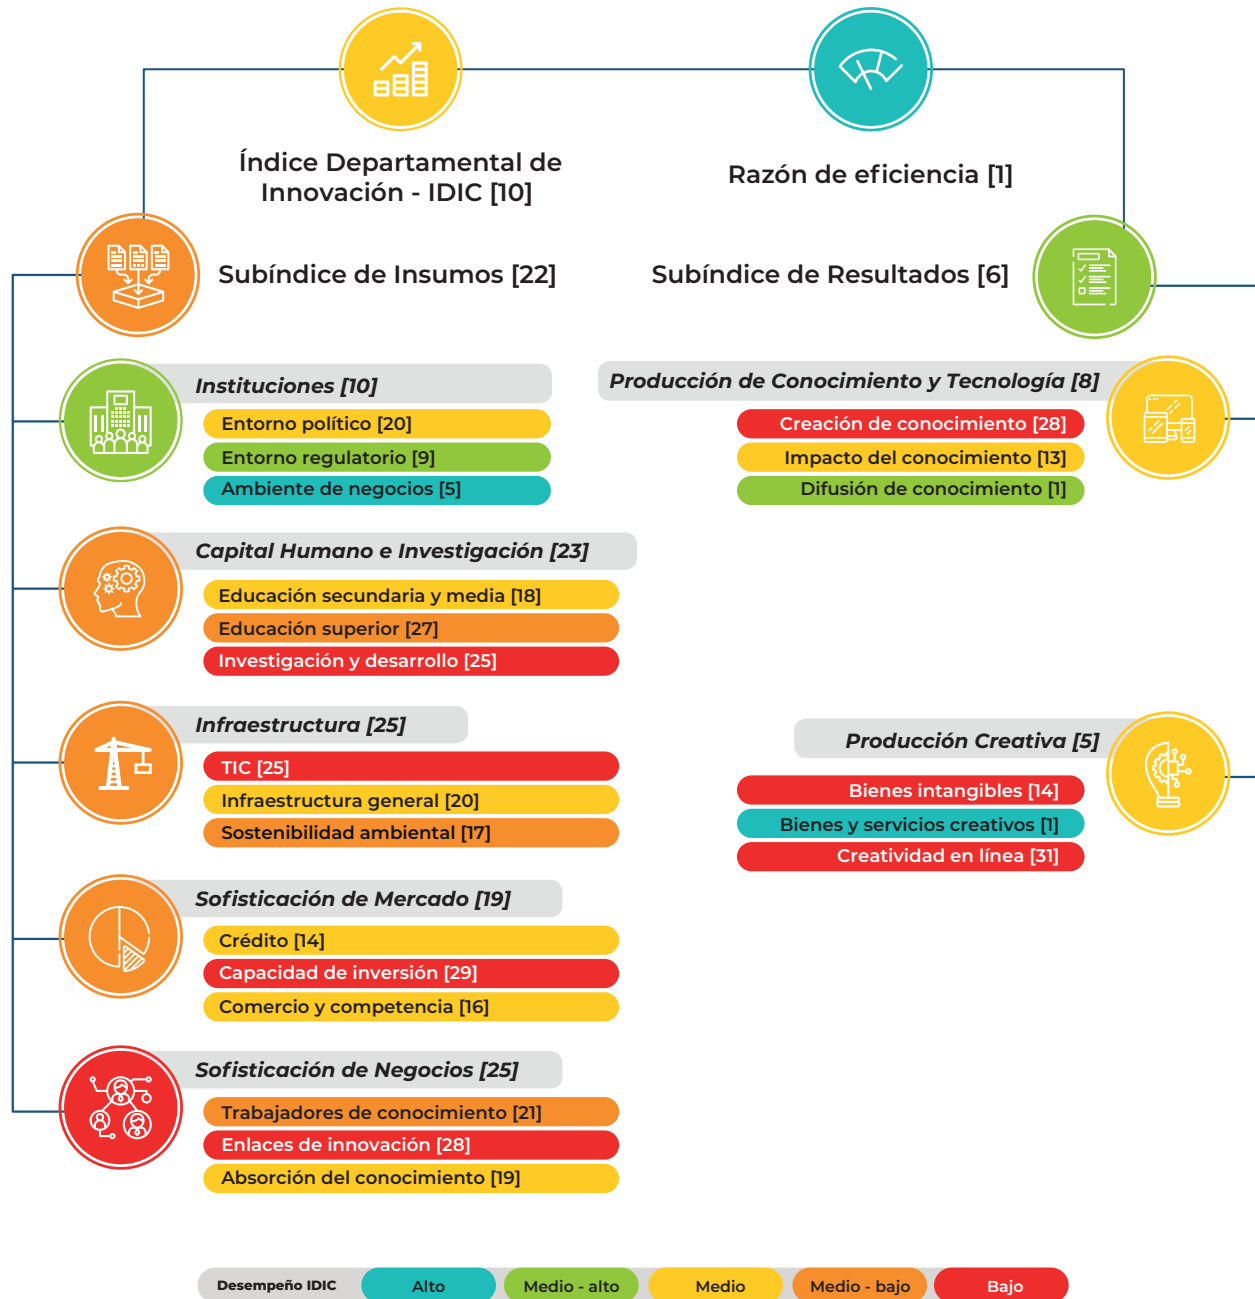 Índice Departamental de
Innovación - IDIC [10]
Razón de eficiencia [1]
Subíndice de Insumos [22]
Subíndice de Resultados [6]
Instituciones [10]
Entorno político [20]
Entorno regulatorio [9]
Ambiente de negocios [5]
Capital Humano e Investigación [23]
Educación secundaria y media [18]
Educación superior [27]
Investigación y desarrollo [25]
Infraestructura [25]
TIC [25]
Infraestructura general [20]
Sostenibilidad ambiental [17]
Sofisticación de Mercado [19]
Crédito [14]
Capacidad de inversión [29]
Comercio y competencia [16]
Sofisticación de Negocios [25]
Trabajadores de conocimiento [21]
Enlaces de innovación [28]
Absorción del conocimiento [19]
Producción de Conocimiento y Tecnología [8]
Creación de conocimiento [28]
Impacto del conocimiento [13]
Difusión de conocimiento [1]
Producción Creativa [5]
Bienes intangibles [14]
Bienes y servicios creativos [1]
Creatividad en línea [31]
Desempeño IDIC Alto Medio - alto Medio Medio - bajo Bajo